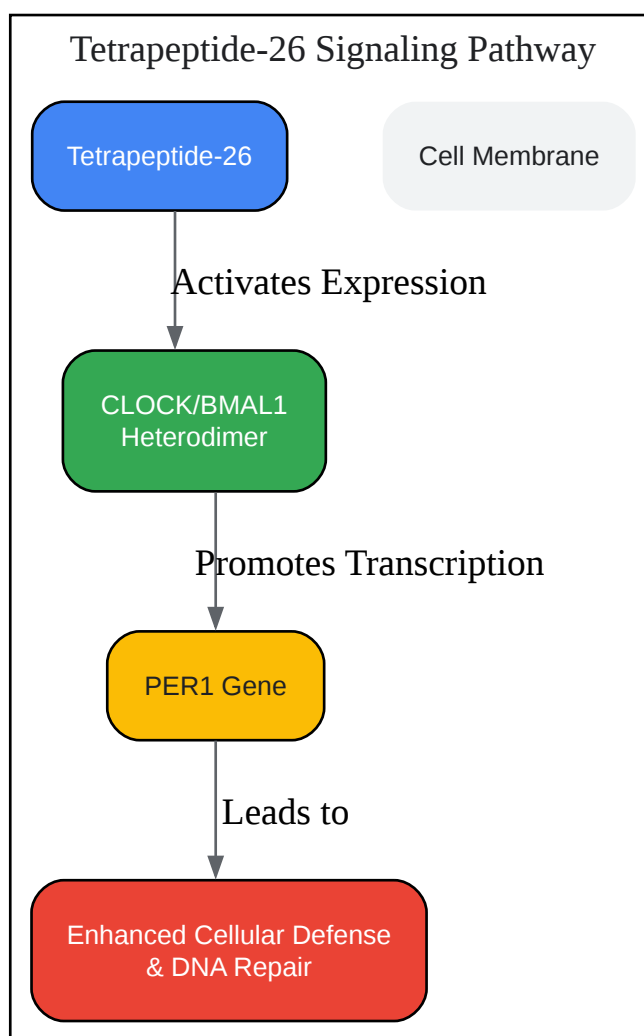 Tetrapeptide-26 Signaling Pathway
Tetrapeptide-26
Cell Membrane
Activates Expression
CLOCK/BMAL1
Heterodimer
Promotes Transcription
PER1 Gene
Leads to
Enhanced Cellular Defense
& DNA Repair